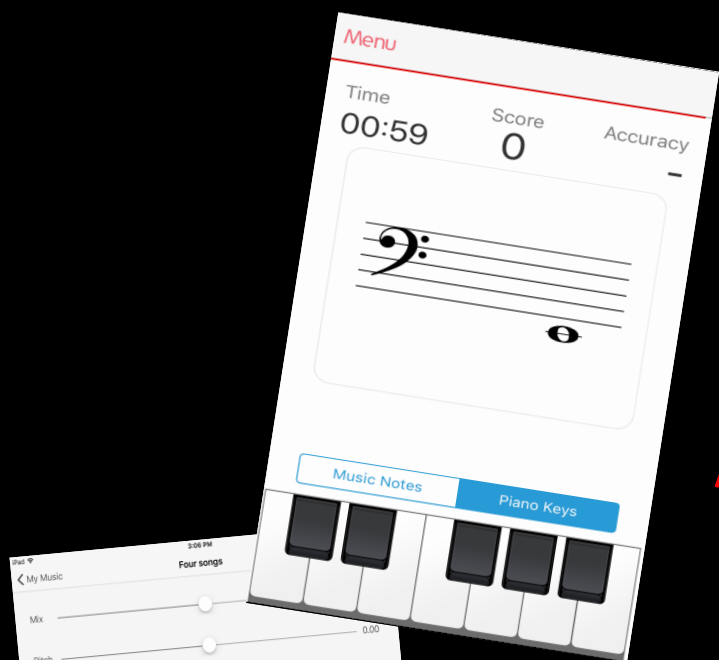 Menu
Time
Score
Accuracy
00:59
0
-
Music Notes
Piano Keys
iPad
3:06 PM
My Music
Four songs
Mix
Pitch
0.00